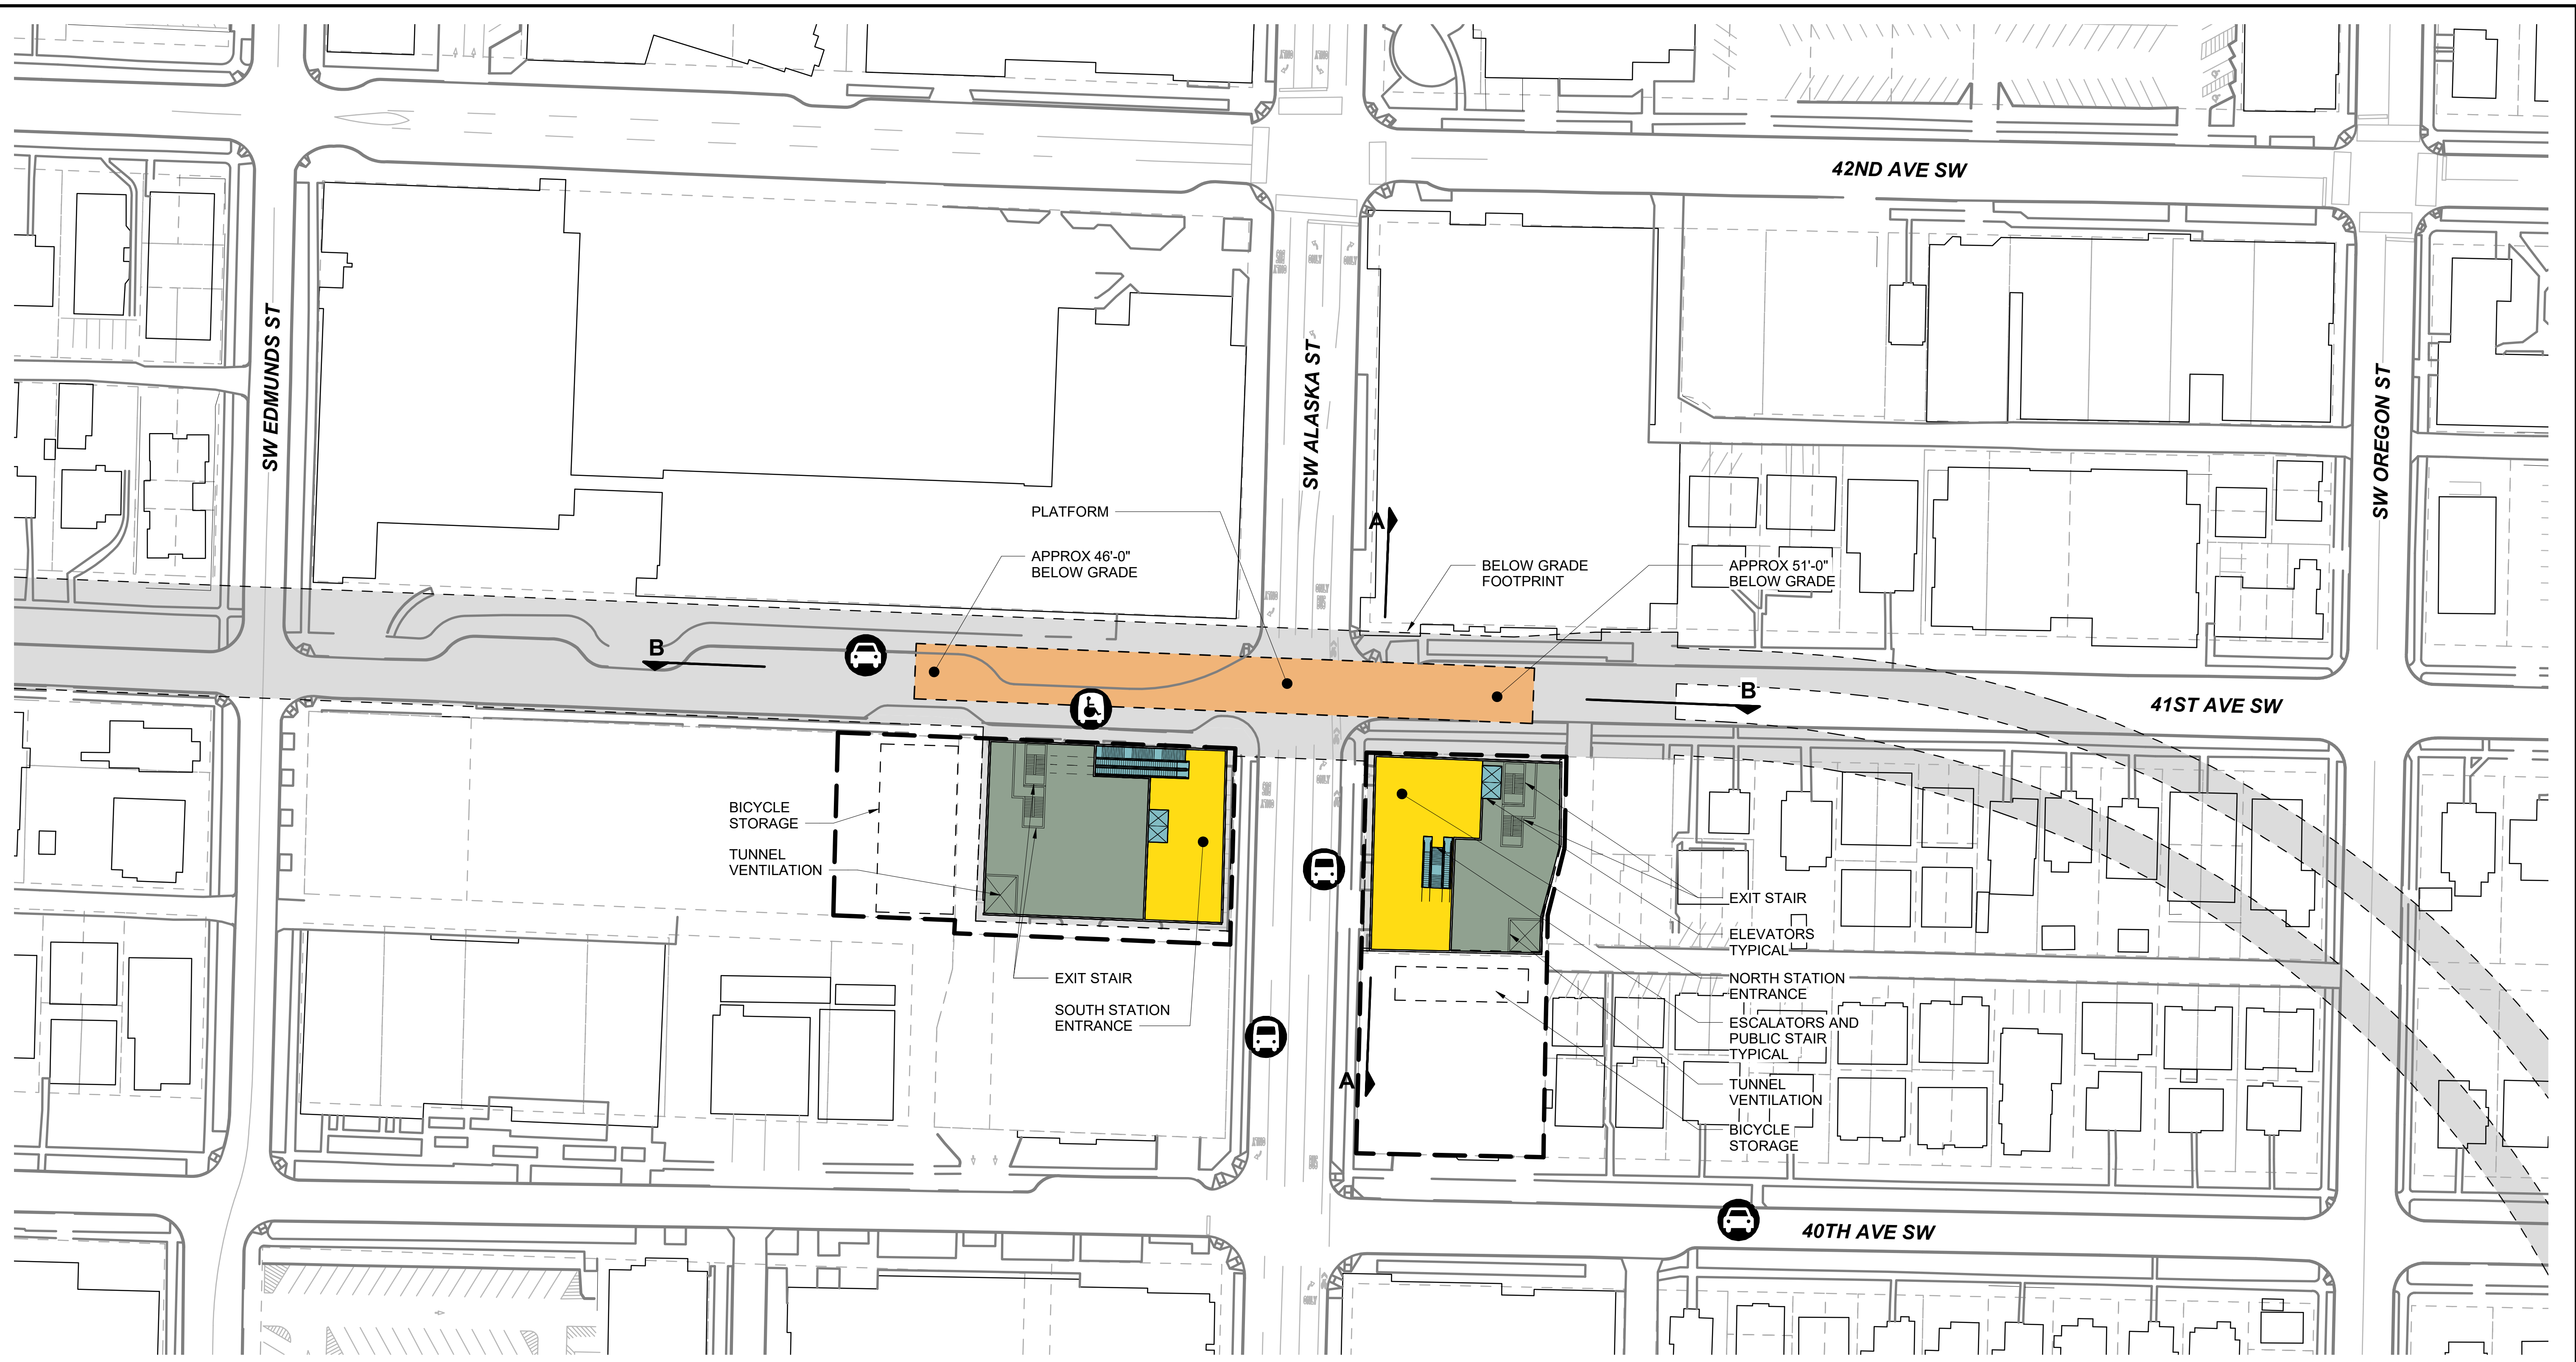 42ND AVE SW
SW EDMUNDS ST
SW ALASKA ST
SW OREGON ST
PLATFORM
A
APPROX 46'-0"
BELOW GRADE
BELOW GRADE
FOOTPRINT
APPROX 51'-0"
BELOW GRADE
B
B
41ST AVE SW
BICYCLE
STORAGE
TUNNEL
VENTILATION
EXIT STAIR
SOUTH STATION
ENTRANCE
EXIT STAIR
ELEVATORS
TYPICAL
NORTH STATION
ENTRANCE
ESCALATORS AND
PUBLIC STAIR
TYPICAL
A
TUNNEL
VENTILATION
BICYCLE
STORAGE
40TH AVE SW